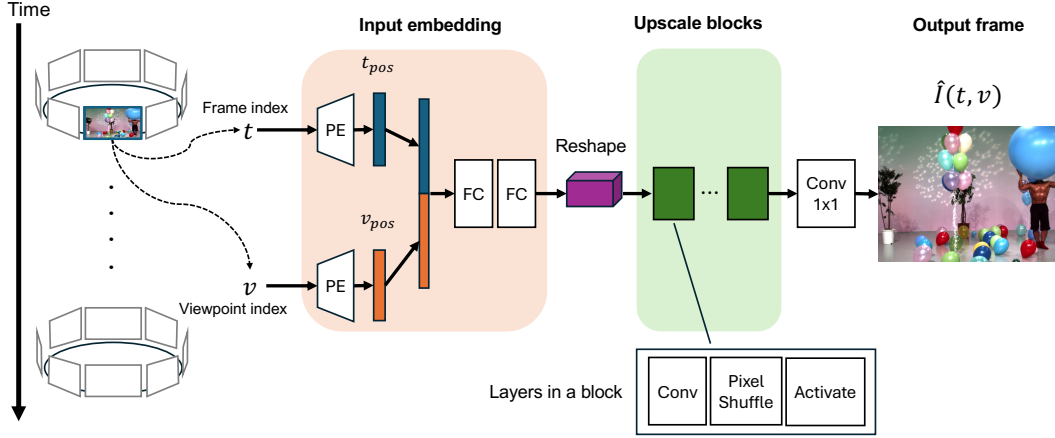 Time
Input embedding
Upscale blocks
Output frame
t_pos
Î(t, v)
Frame index
t
PE
Reshape
FC
FC
...
Conv
1x1
v_pos
v
PE
Viewpoint index
Layers in a block
Conv
Pixel
Shuffle
Activate